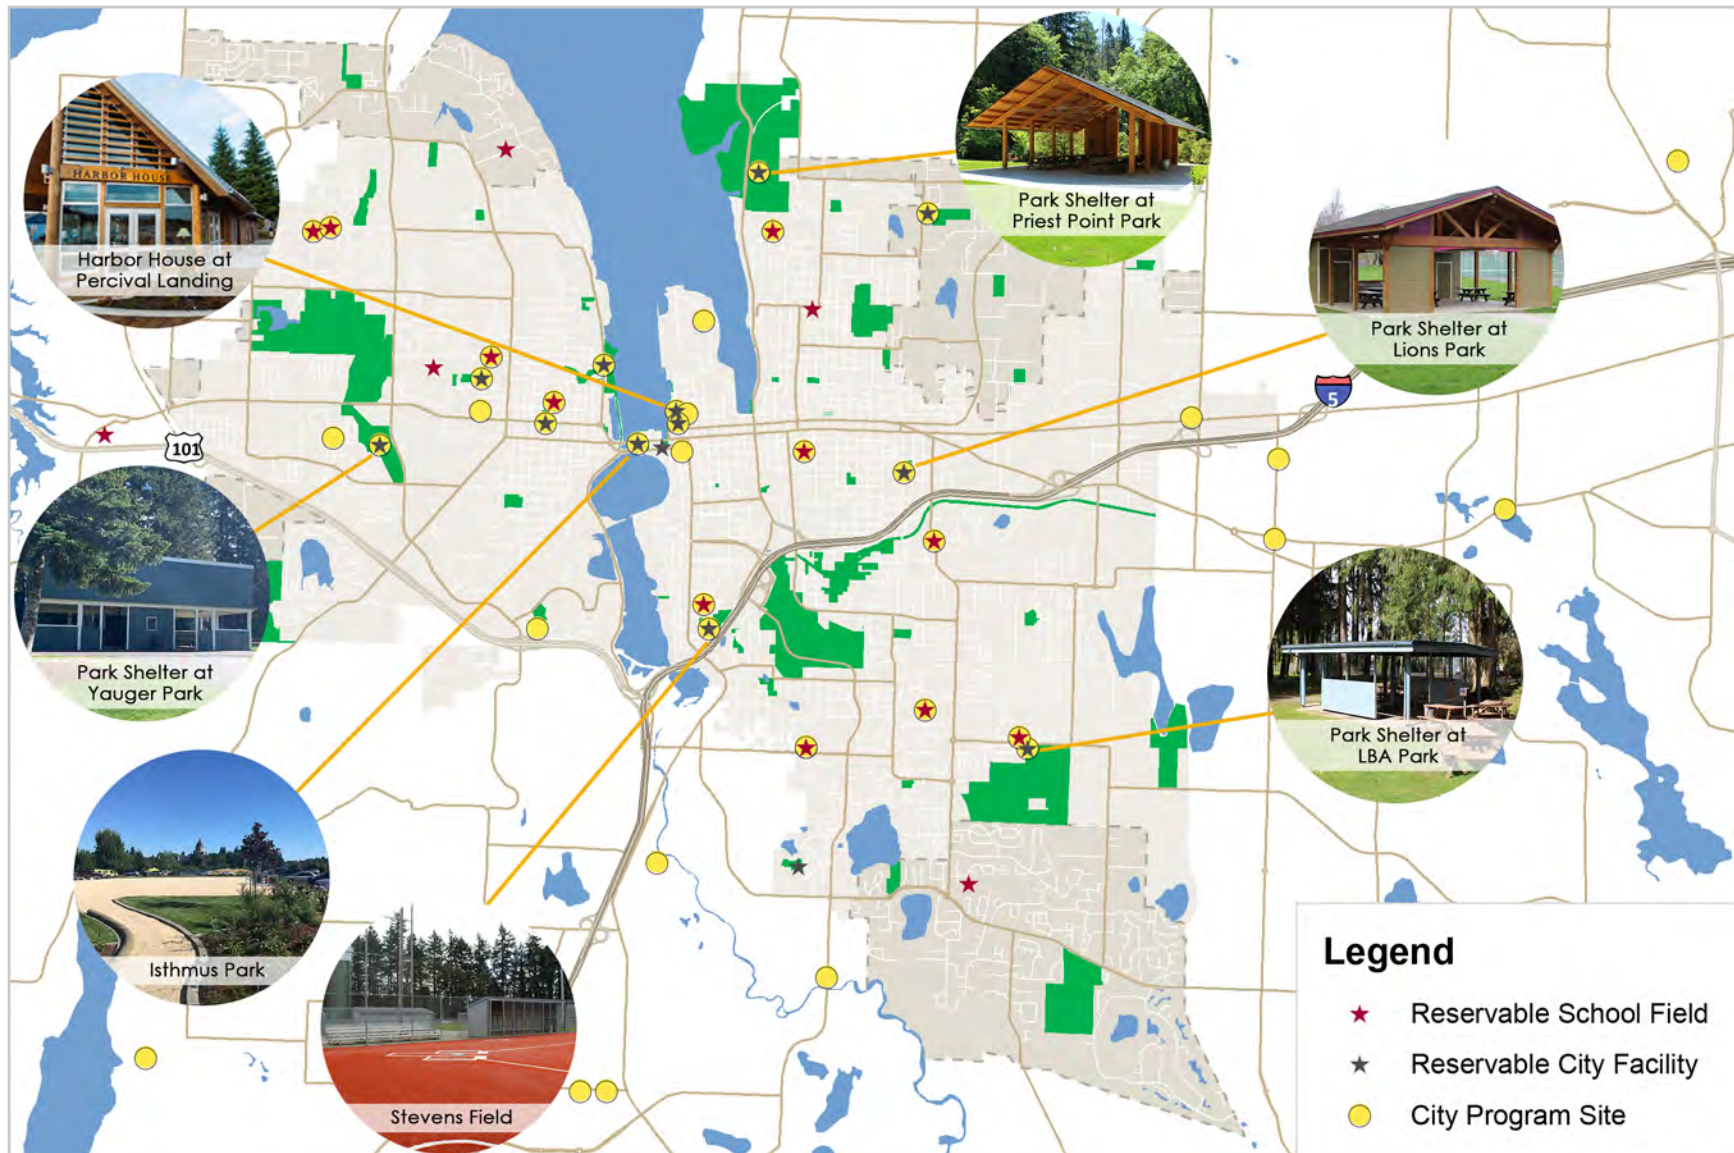 HARBOR HOUSE
Harbor House at
Percival Landing
Park Shelter at
Priest Point Park
Park Shelter at
Lions Park
5
101
Park Shelter at
Yauger Park
Park Shelter at
LBA Park
Isthmus Park
Stevens Field
Legend
Reservable School Field
Reservable City Facility
City Program Site